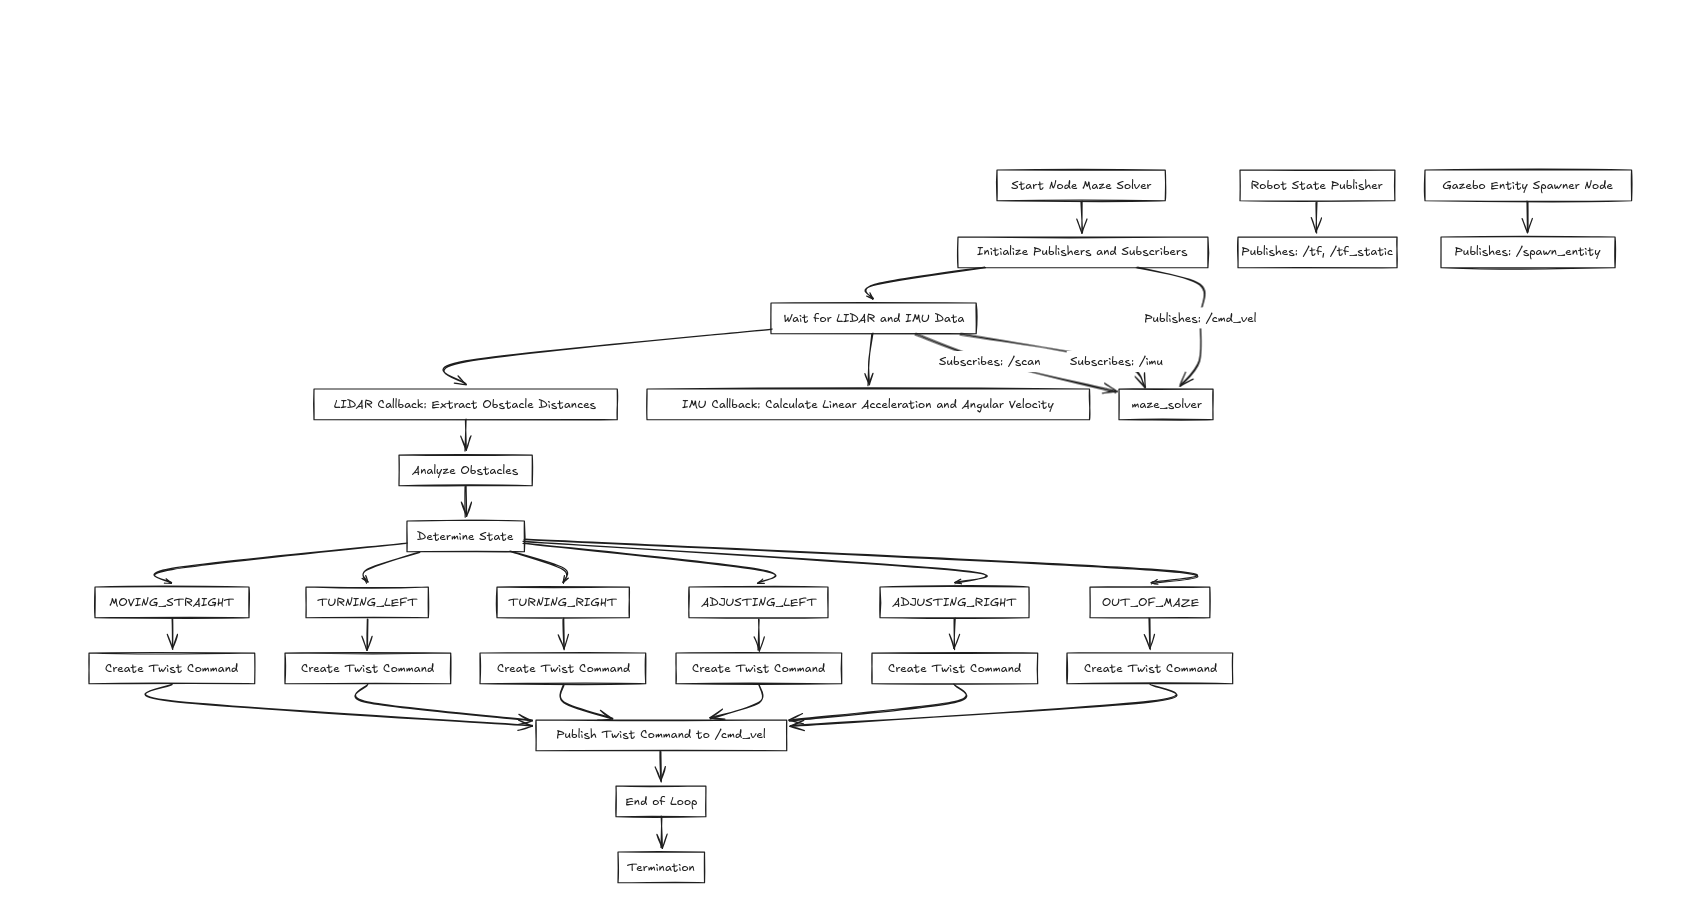 Start Node Maze Solver
Robot State Publisher
Gazebo Entity Spawner Node
Initialize Publishers and Subscribers
Publishes: /tf, /tf_static
Publishes: /spawn_entity
Wait for LIDAR and IMU Data
Publishes: /cmd_vel
Subscribes: /scan
Subscribes: /imu
LIDAR Callback: Extract Obstacle Distances
IMU Callback: Calculate Linear Acceleration and Angular Velocity
maze_solver
Analyze Obstacles
Determine State
MOVING_STRAIGHT
TURNING_LEFT
TURNING_RIGHT
ADJUSTING_LEFT
ADJUSTING_RIGHT
OUT_OF_MAZE
Create Twist Command
Create Twist Command
Create Twist Command
Create Twist Command
Create Twist Command
Create Twist Command
Publish Twist Command to /cmd_vel
End of Loop
Termination